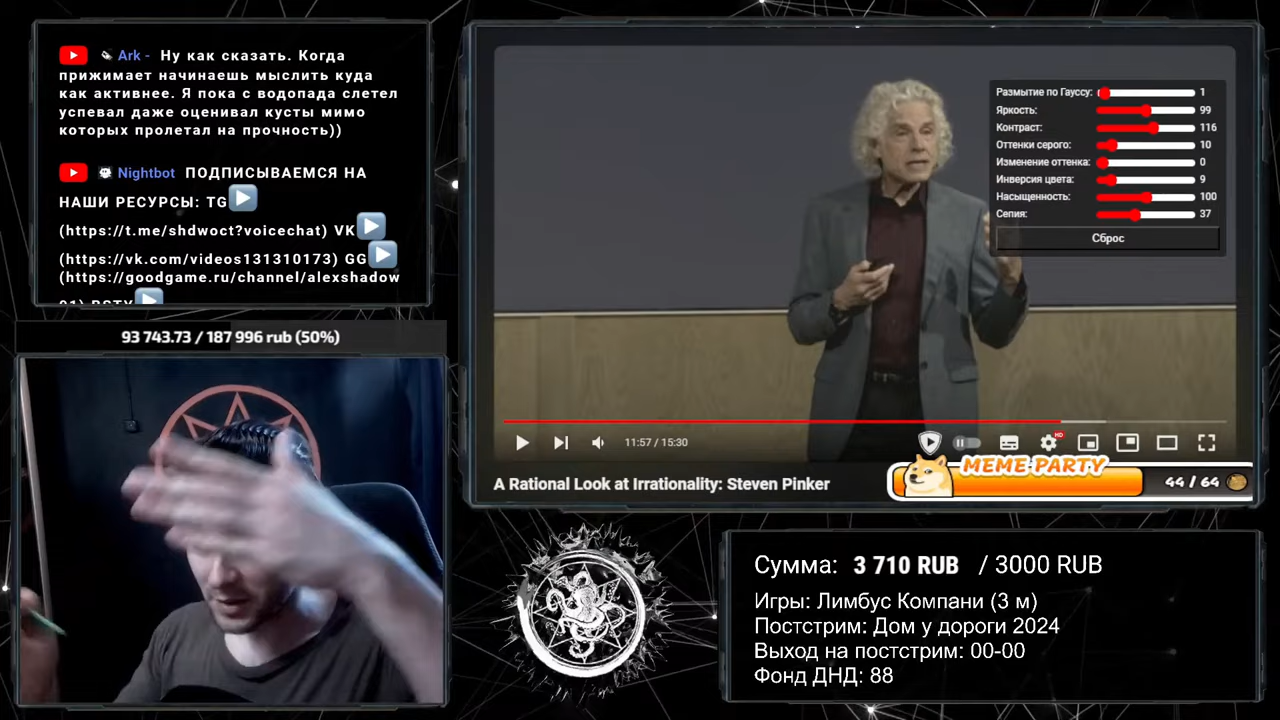 Ark - Ну как сказать. Когда
прижимает начинаешь мыслить куда
как активнее. Я пока с водопада слетел
успевал даже оценивал кусты мимо
которых пролетал на прочность))
Nightbot ПОДПИСЫВАЕМСЯ НА
НАШИ РЕСУРСЫ: TG
(https://t.me/shdwoct?voicechat) VK
(https://vk.com/videos131310173) GG
(https://goodgame.ru/channel/alexshadow
93 743.73 / 187 996 rub (50%)
Размытие по Гауссу: 1
Яркость: 99
Контраст: 116
Оттенки серого: 10
Изменение оттенка: 0
Инверсия цвета: 9
Насыщенность: 100
Сепия: 37
Сброс
11:57 / 15:30
HD
MEME PARTY
44 / 64
A Rational Look at Irrationality: Steven Pinker
Сумма: 3 710 RUB / 3000 RUB
Игры: Лимбус Компани (3 м)
Постстрим: Дом у дороги 2024
Выход на постстрим: 00-00
Фонд ДНД: 88